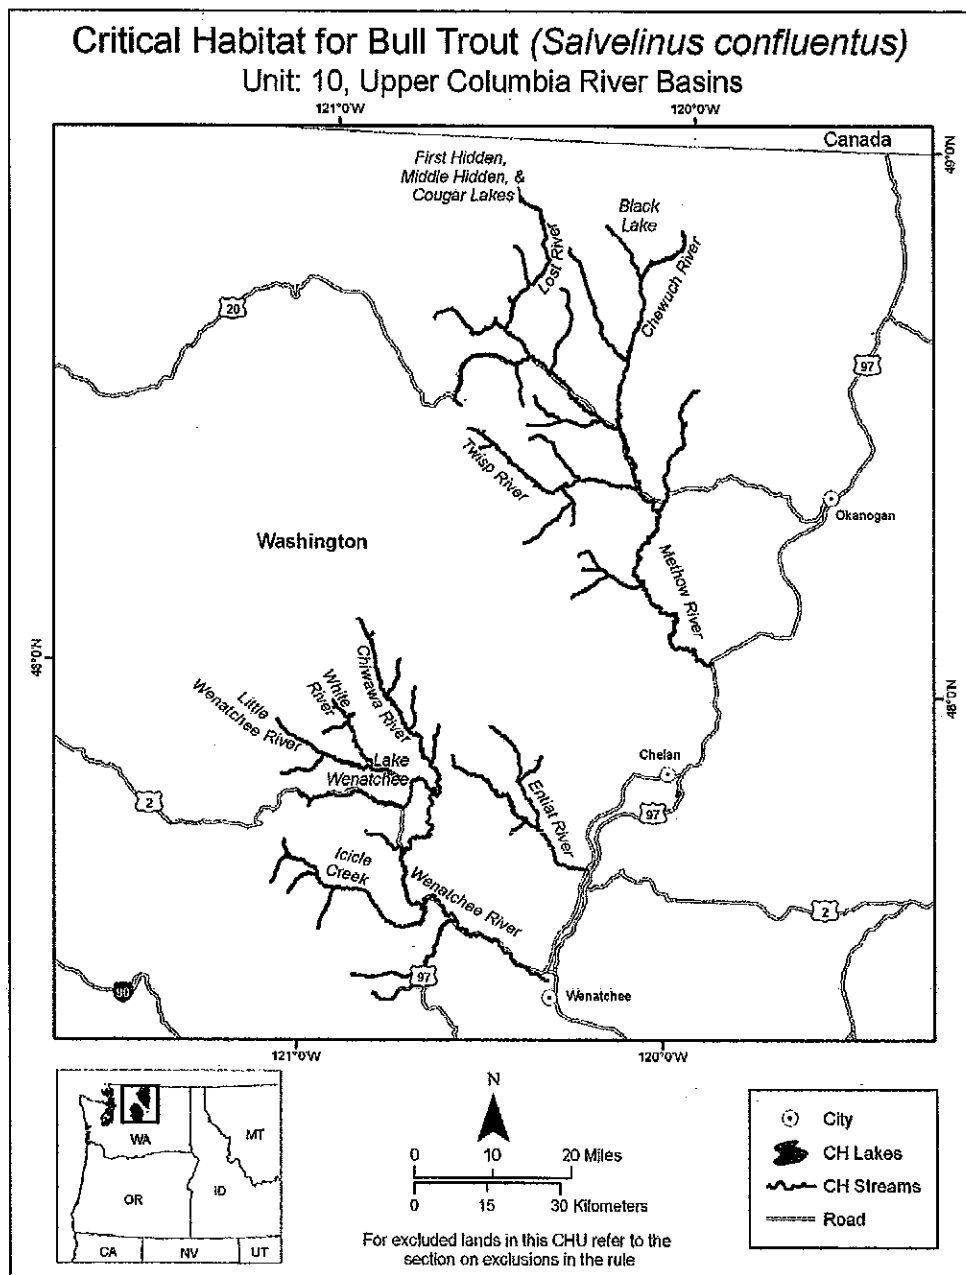 Critical Habitat for Bull Trout (Salvelinus confluentus)
Unit: 10, Upper Columbia River Basins
121°0'W
120°0'W
Canada
49°0'N
First Hidden,
Middle Hidden, &
Cougar Lakes
Black
Lake
Lost River
Chewuch River
20
97
Twisp River
Okanogan
Washington
Methow River
48°0'N
48°0'N
Chiwawa River
White
River
Little
Wenatchee River
Lake
Wenatchee
Chelan
97
2
Entiat River
Icicle
Creek
Wenatchee River
2
97
90
Wenatchee
121°0'W
120°0'W
WA
MT
OR
ID
CA
NV
UT
N
0 10 20 Miles
0 15 30 Kilometers
For excluded lands in this CHU refer to the
section on exclusions in the rule
City
CH Lakes
CH Streams
Road